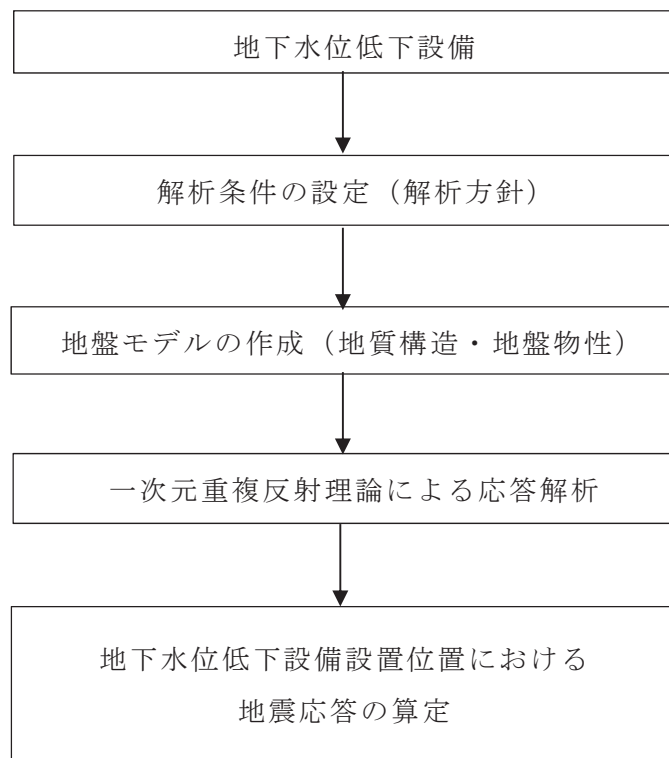 地下水位低下設備
解析条件の設定（解析方針）
地盤モデルの作成（地質構造・地盤物性）
一次元重複反射理論による応答解析
地下水位低下設備設置位置における
地震応答の算定